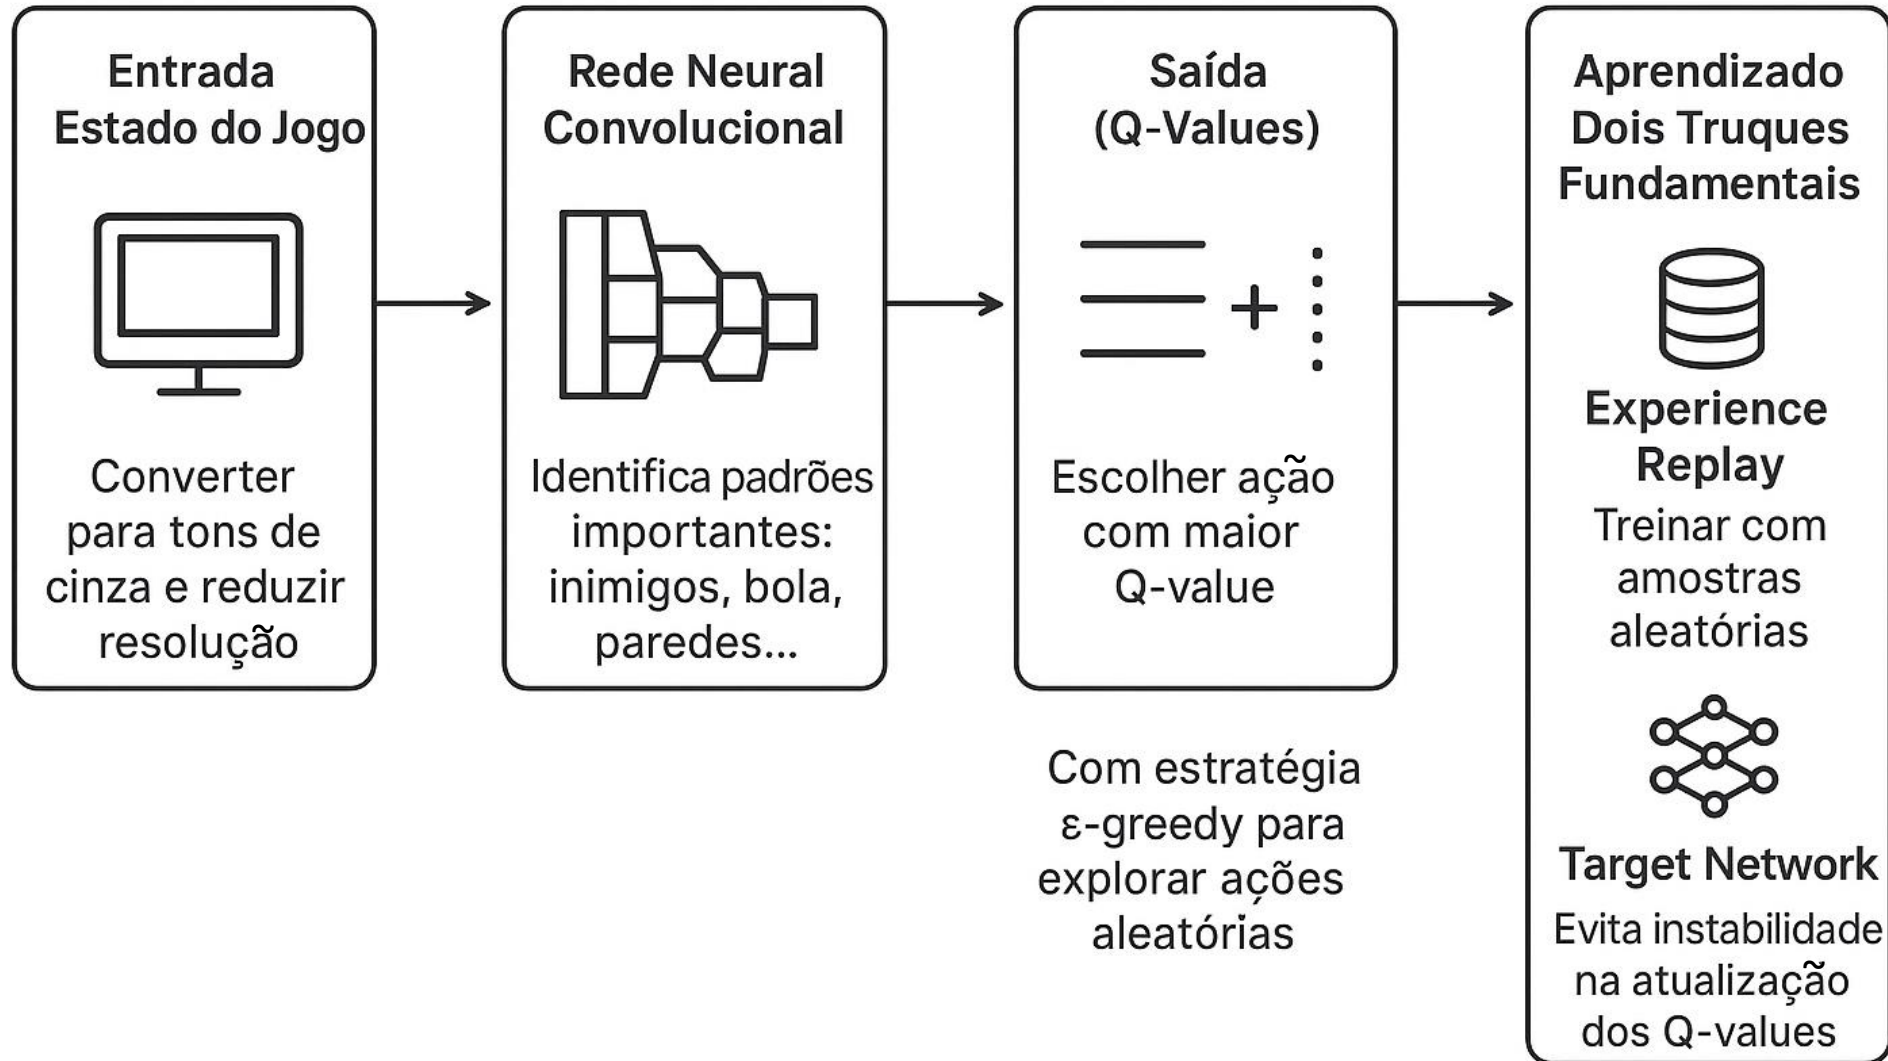 Entrada
Estado do Jogo
Converter
para tons de
cinza e reduzir
resolução
Rede Neural
Convolucional
Identifica padrões
importantes:
inimigos, bola,
paredes...
Saída
(Q-Values)
+
Escolher ação
com maior
Q-value
Com estratégia
ε-greedy para
explorar ações
aleatórias
Aprendizado
Dois Truques
Fundamentais
Experience
Replay
Treinar com
amostras
aleatórias
Target Network
Evita instabilidade
na atualização
dos Q-values